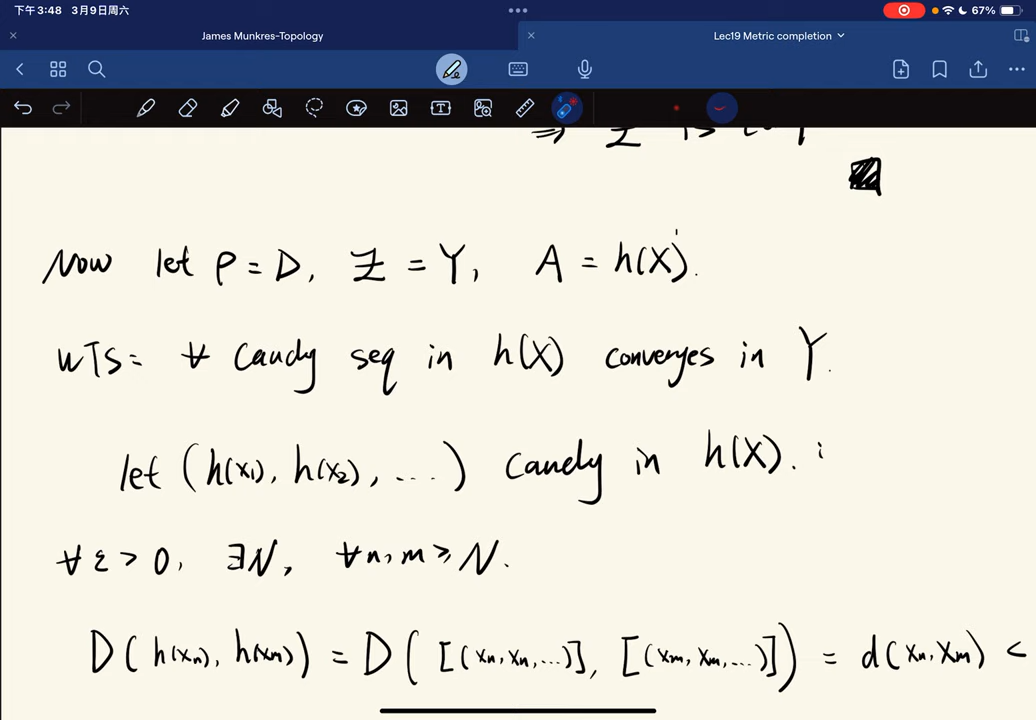 下午3:48 3月9日周六
67%
James Munkres-Topology
Lec19 Metric completion
⇒ Z is
Now let ρ = D, Z = Y, A = h(X).
WTS: ∀ Cauchy seq in h(X) converges in Y.
let (h(x₁), h(x₂), ...) Cauchy in h(X).
∀ε > 0, ∃N, ∀n, m ≥ N.
D(h(xₙ), h(xₘ)) = D([(xₙ, xₙ, ...)], [(xₘ, xₘ, ...)]) = d(xₙ, xₘ) <